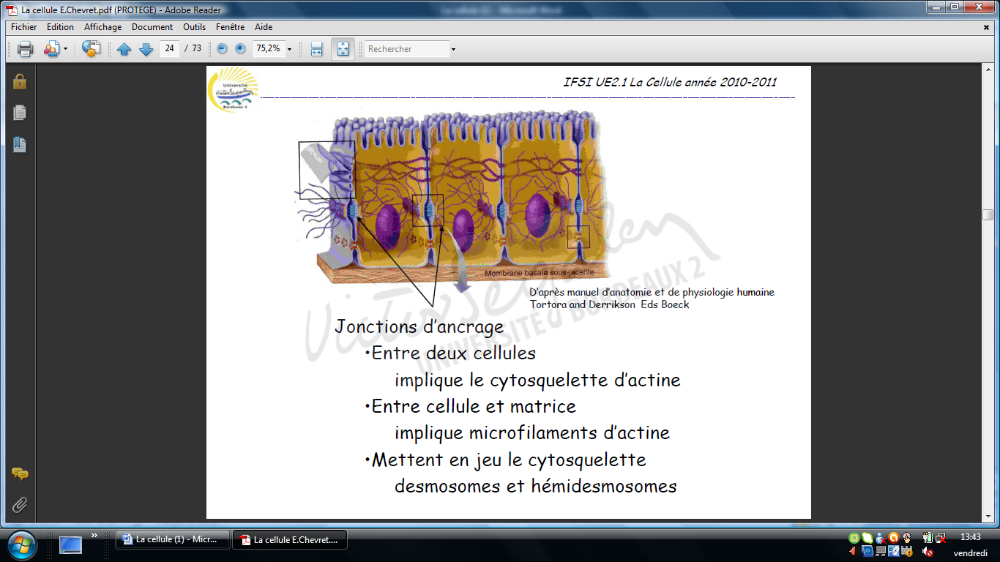 La cellule E.Chevret.pdf (PROTEGE) - Adobe Reader
Fichier Edition Affichage Document Outils Fenêtre Aide
24 / 73 75,2% Rechercher
Université
Victor Segalen
Bordeaux 2
IFSI UE2.1 La Cellule année 2010-2011
Membrane basale sous-jacente
D'après manuel d'anatomie et de physiologie humaine
Tortora and Derrikson Eds Boeck
Victor Segalen
UNIVERSITÉ BORDEAUX 2
Jonctions d'ancrage
•Entre deux cellules
implique le cytosquelette d'actine
•Entre cellule et matrice
implique microfilaments d'actine
•Mettent en jeu le cytosquelette
desmosomes et hémidesmosomes
La cellule (1) - Micr...
La cellule E.Chevret....
13:43
vendredi